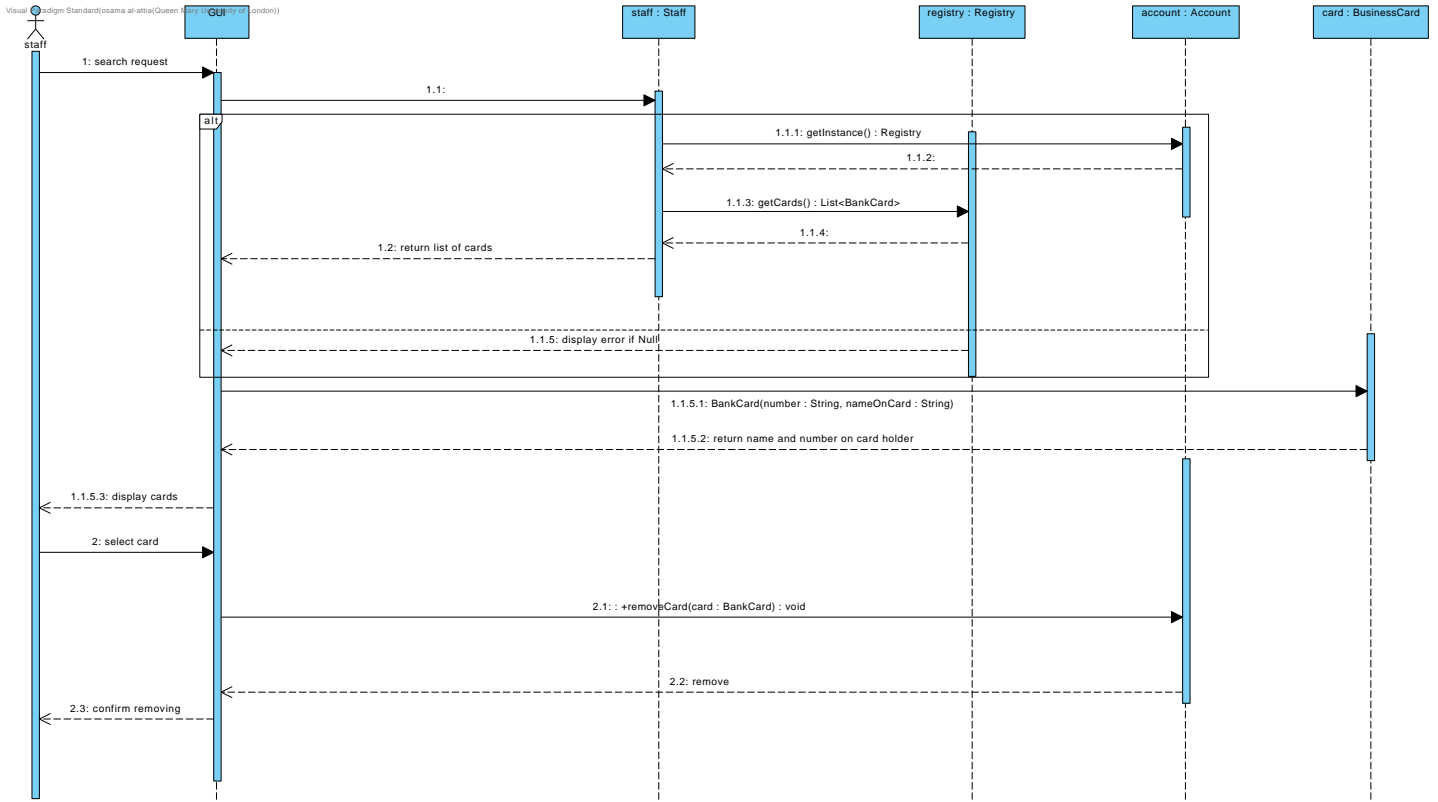 Visual Paradigm Standard(osama al-attia(Queen Mary University of London))
staff
GUI
staff : Staff
registry : Registry
account : Account
card : BusinessCard
1: search request
1.1:
alt
1.1.1: getInstance() : Registry
1.1.2:
1.1.3: getCards() : List<BankCard>
1.1.4:
1.2: return list of cards
1.1.5: display error if Null
1.1.5.1: BankCard(number : String, nameOnCard : String)
1.1.5.2: return name and number on card holder
1.1.5.3: display cards
2: select card
2.1: : +removeCard(card : BankCard) : void
2.2: remove
2.3: confirm removing